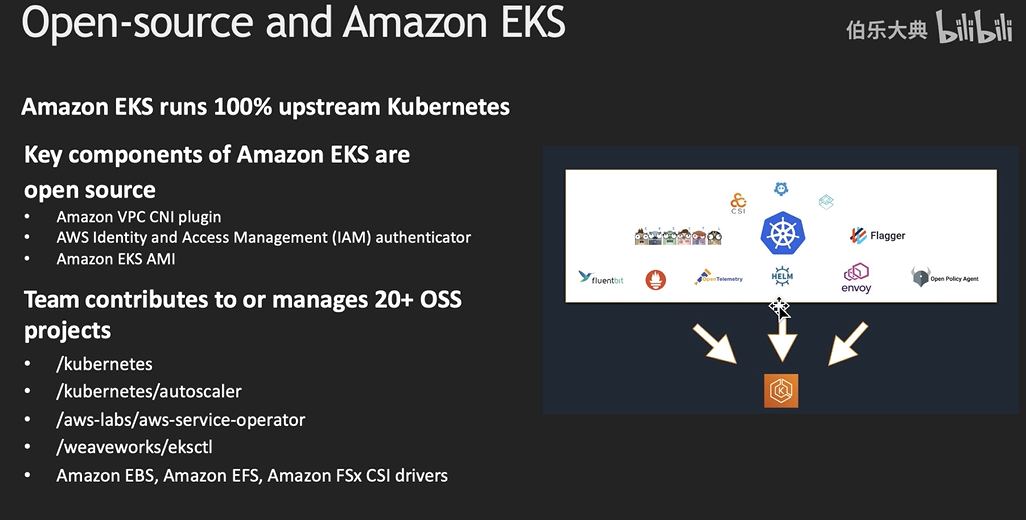 Open-source and Amazon EKS
伯乐大典 bilibili
Amazon EKS runs 100% upstream Kubernetes
Key components of Amazon EKS are
open source
• Amazon VPC CNI plugin
• AWS Identity and Access Management (IAM) authenticator
• Amazon EKS AMI
Team contributes to or manages 20+ OSS
projects
• /kubernetes
• /kubernetes/autoscaler
• /aws-labs/aws-service-operator
• /weaveworks/eksctl
• Amazon EBS, Amazon EFS, Amazon FSx CSI drivers
CSI
Flagger
fluentbit
OpenTelemetry
HELM
envoy
Open Policy Agent
K